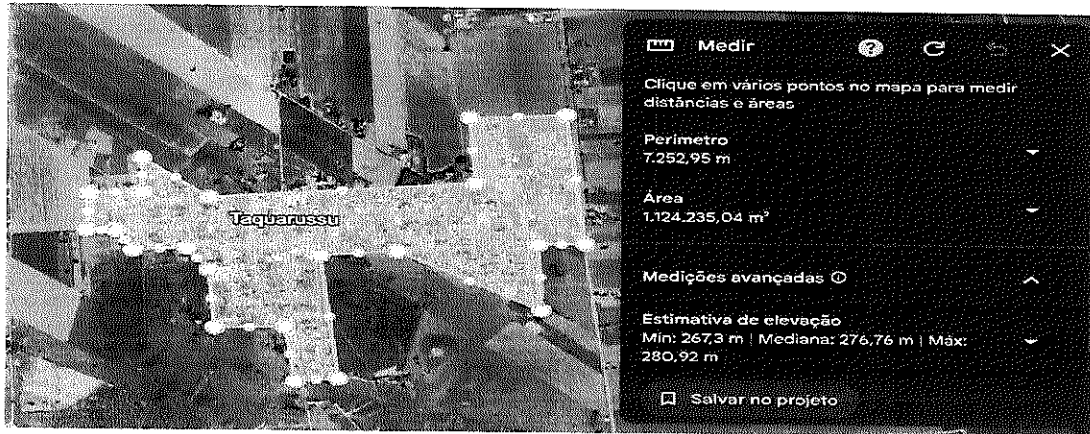 Taquarussu
Medir
Clique em vários pontos no mapa para medir
distâncias e áreas
Perímetro
7.252,95 m
Área
1.124.235,04 m²
Medições avançadas
Estimativa de elevação
Mín: 267,3 m | Mediana: 276,76 m | Máx:
280,92 m
Salvar no projeto